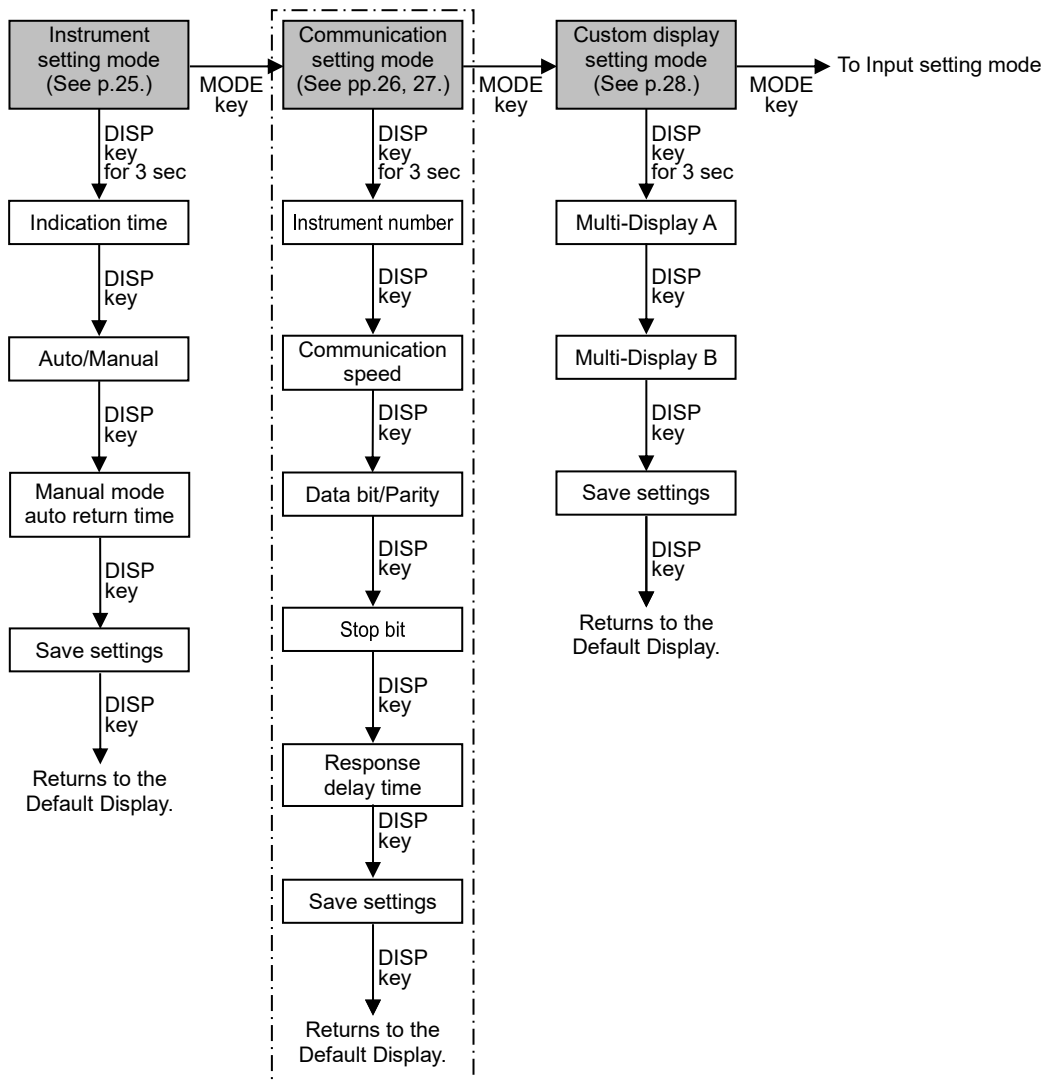 Instrument
setting mode
(See p.25.)
MODE
key
Communication
setting mode
(See pp.26, 27.)
MODE
key
Custom display
setting mode
(See p.28.)
MODE
key
To Input setting mode
DISP
key
for 3 sec
Indication time
DISP
key
Auto/Manual
DISP
key
Manual mode
auto return time
DISP
key
Save settings
DISP
key
Returns to the
Default Display.
DISP
key
for 3 sec
Instrument number
DISP
key
Communication
speed
DISP
key
Data bit/Parity
DISP
key
Stop bit
DISP
key
Response
delay time
DISP
key
Save settings
DISP
key
Returns to the
Default Display.
DISP
key
for 3 sec
Multi-Display A
DISP
key
Multi-Display B
DISP
key
Save settings
DISP
key
Returns to the
Default Display.